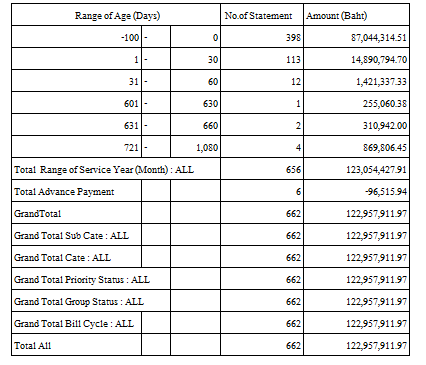 Range of Age (Days) No.of Statement Amount (Baht)
-100 - 0 398 87,044,314.51
1 - 30 113 14,890,794.70
31 - 60 12 1,421,337.33
601 - 630 1 255,060.38
631 - 660 2 310,942.00
721 - 1,080 4 869,806.45
Total Range of Service Year (Month) : ALL 656 123,054,427.91
Total Advance Payment 6 -96,515.94
GrandTotal 662 122,957,911.97
Grand Total Sub Cate : ALL 662 122,957,911.97
Grand Total Cate : ALL 662 122,957,911.97
Grand Total Priority Status : ALL 662 122,957,911.97
Grand Total Group Status : ALL 662 122,957,911.97
Grand Total Bill Cycle : ALL 662 122,957,911.97
Total All 662 122,957,911.97